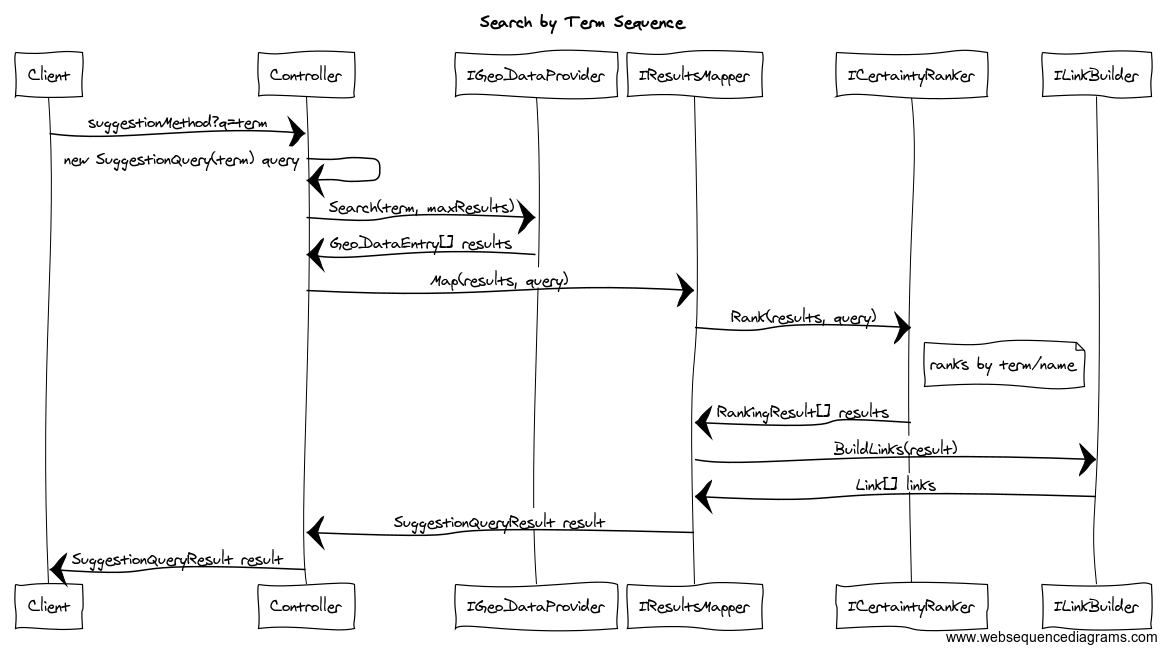 Search by Term Sequence
Client
Controller
IGeoDataProvider
IResultsMapper
ICertaintyRanker
ILinkBuilder
suggestionMethod?q=term
new SuggestionQuery(term) query
Search(term, maxResults)
GeoDataEntry[] results
Map(results, query)
Rank(results, query)
ranks by term/name
RankingResult[] results
BuildLinks(result)
Link[] links
SuggestionQueryResult result
SuggestionQueryResult result
Client
Controller
IGeoDataProvider
IResultsMapper
ICertaintyRanker
ILinkBuilder
www.websequencediagrams.com